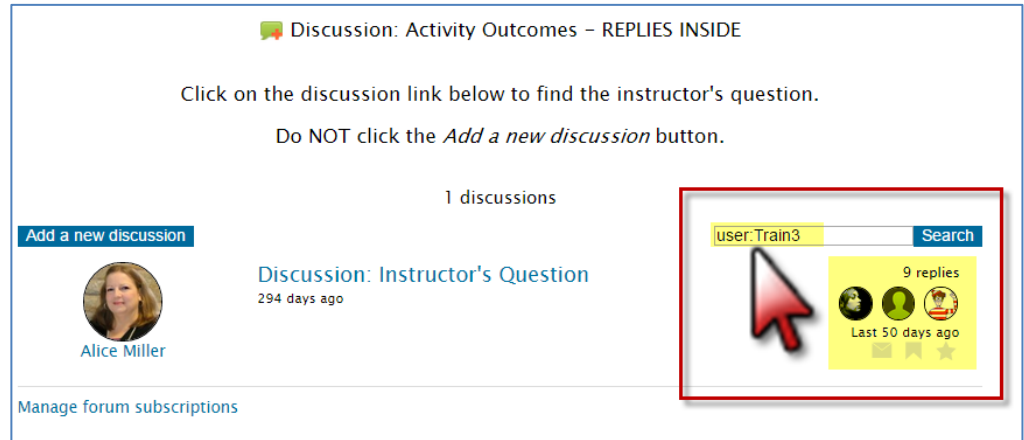 Discussion: Activity Outcomes – REPLIES INSIDE
Click on the discussion link below to find the instructor's question.
Do NOT click the Add a new discussion button.
1 discussions
Add a new discussion
user:Train3 Search
Discussion: Instructor's Question
294 days ago
Alice Miller
9 replies
Last 50 days ago
Manage forum subscriptions